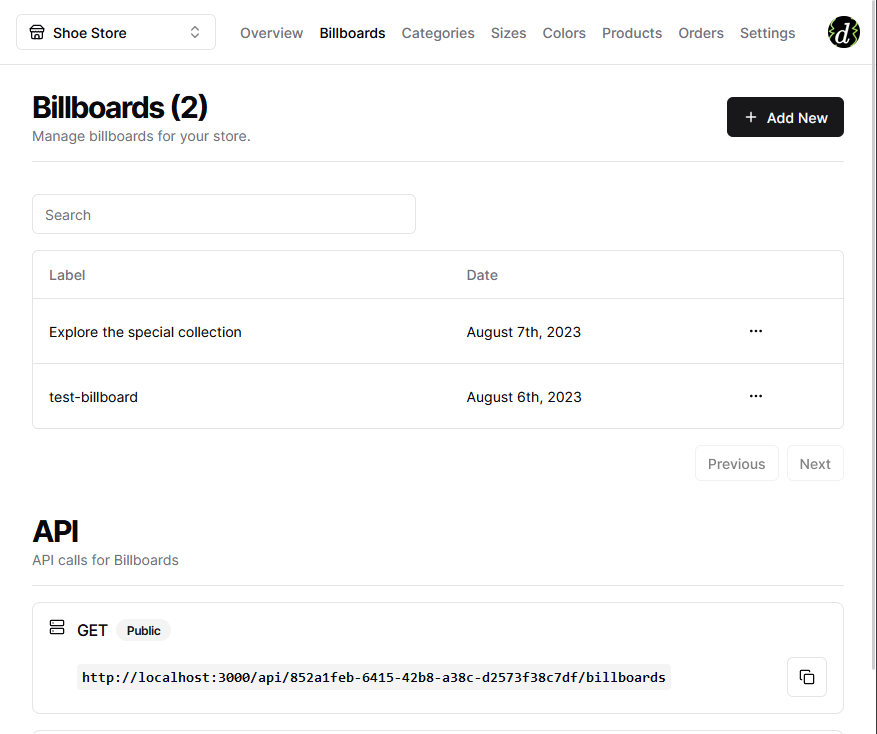 Shoe Store
Overview Billboards Categories Sizes Colors Products Orders Settings
d
Billboards (2)
Manage billboards for your store.
+ Add New
Search
Label Date
Explore the special collection August 7th, 2023 ...
test-billboard August 6th, 2023 ...
Previous Next
API
API calls for Billboards
GET Public
http://localhost:3000/api/852a1feb-6415-42b8-a38c-d2573f38c7df/billboards